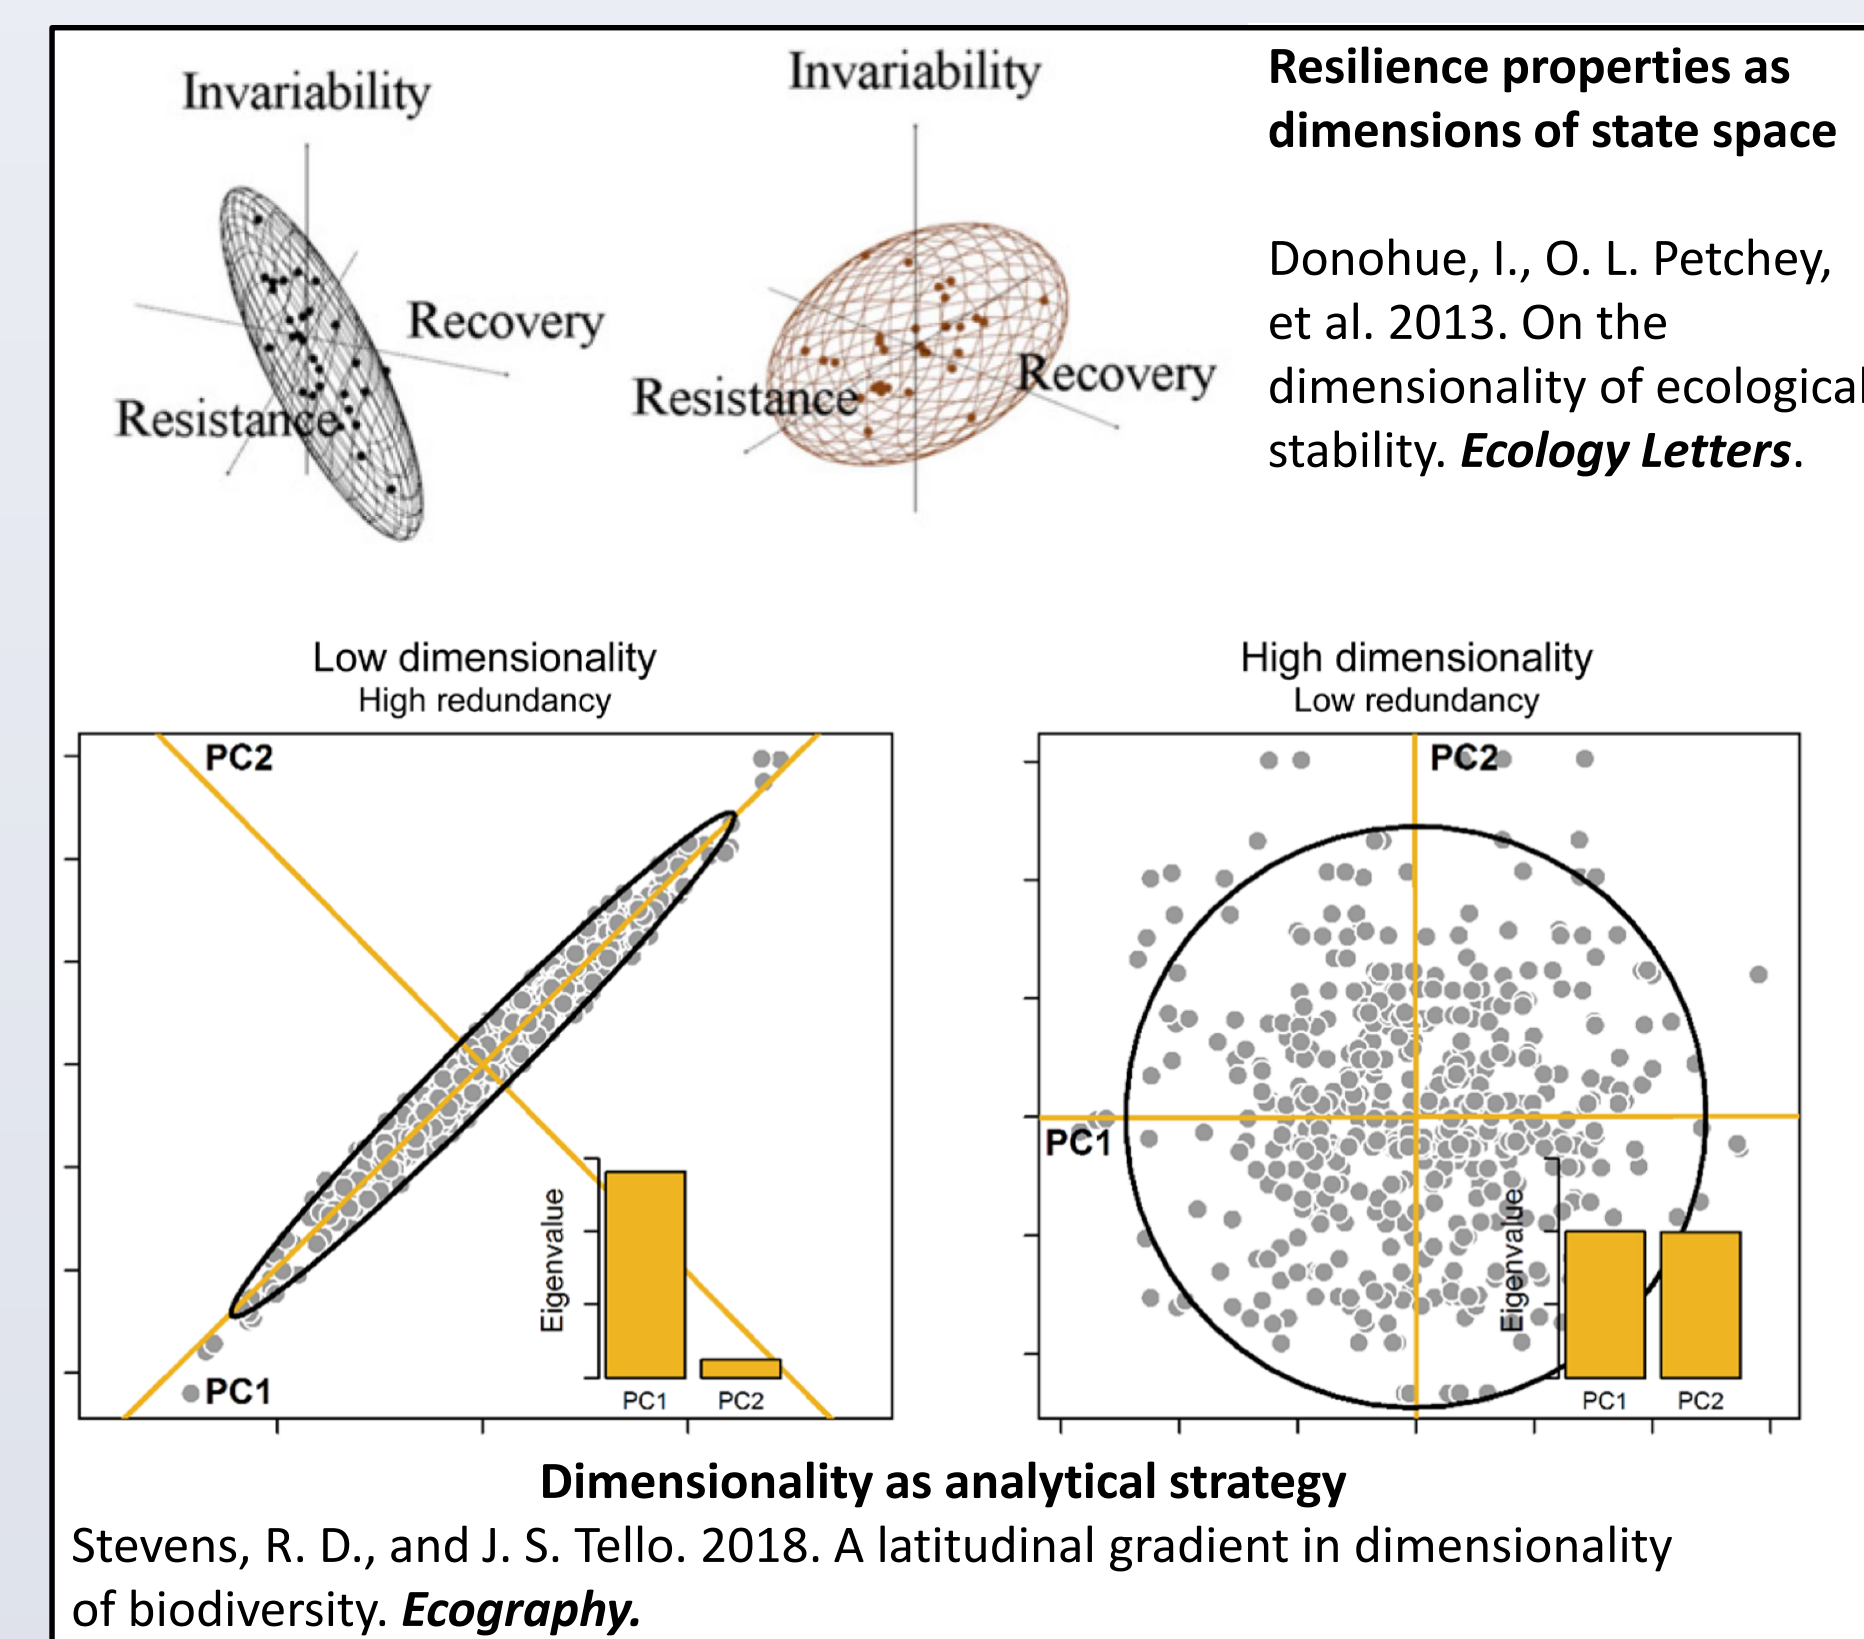 Invariability
Recovery
Resistance
Invariability
Recovery
Resistance
Resilience properties as
dimensions of state space
Donohue, I., O. L. Petchey,
et al. 2013. On the
dimensionality of ecological
stability. Ecology Letters.
Low dimensionality
High redundancy
PC2
PC1
Eigenvalue
PC1
PC2
High dimensionality
Low redundancy
PC2
PC1
Eigenvalue
PC1
PC2
Dimensionality as analytical strategy
Stevens, R. D., and J. S. Tello. 2018. A latitudinal gradient in dimensionality
of biodiversity. Ecography.